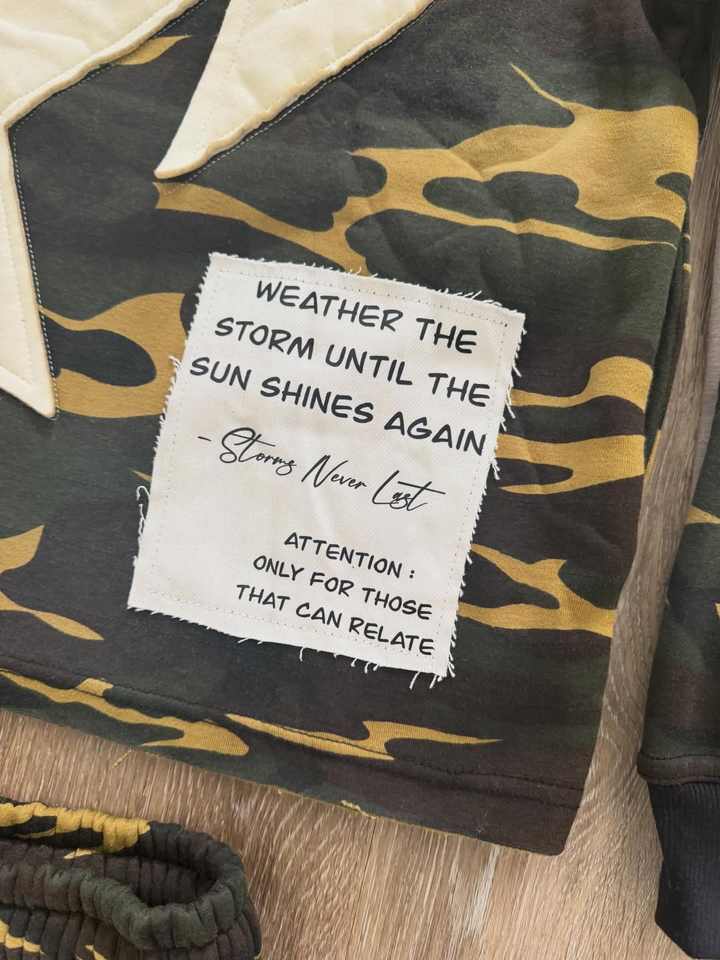 WEATHER THE
STORM UNTIL THE
SUN SHINES AGAIN
- Storms Never Last
ATTENTION :
ONLY FOR THOSE
THAT CAN RELATE